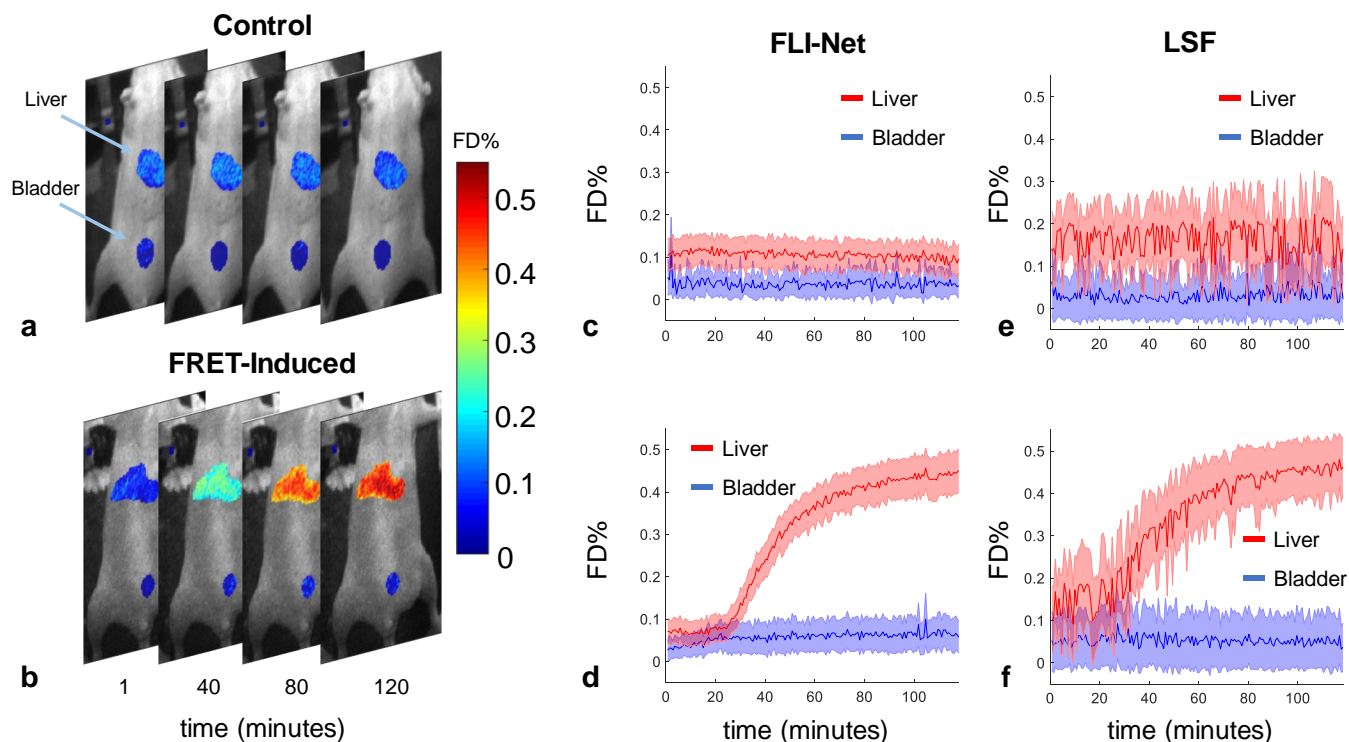 Control
Liver
Bladder
a
FD%
0.5
0.4
0.3
0.2
0.1
0
FRET-Induced
b
1 40 80 120
time (minutes)
FLI-Net
0.5
0.4
0.3
0.2
0.1
0
FD%
Liver
Bladder
0 20 40 60 80 100
c
0.5
0.4
0.3
0.2
0.1
0
FD%
Liver
Bladder
0 20 40 60 80 100
d
time (minutes)
LSF
0.5
0.4
0.3
0.2
0.1
0
FD%
Liver
Bladder
0 20 40 60 80 100
e
0.5
0.4
0.3
0.2
0.1
0
FD%
Liver
Bladder
0 20 40 60 80 100
f
time (minutes)